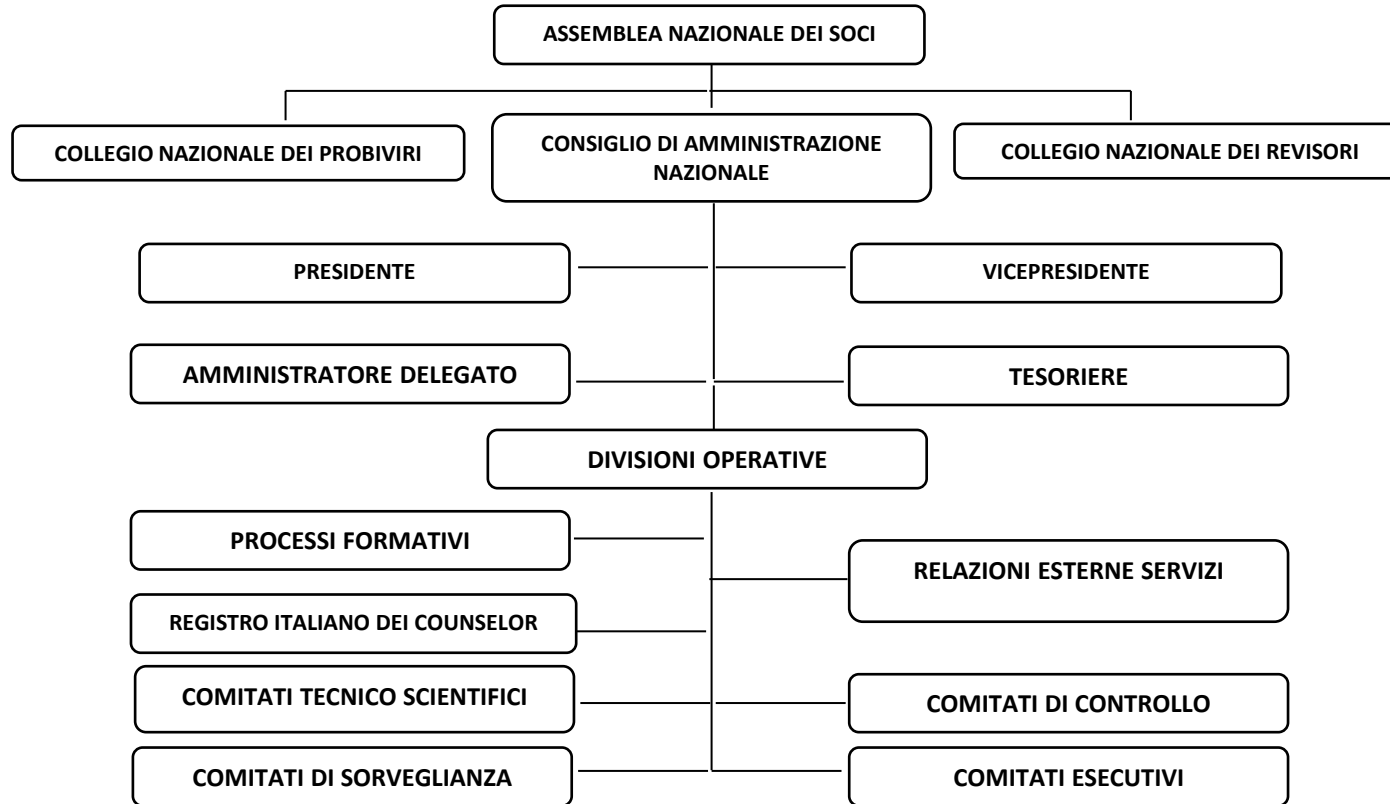 ASSEMBLEA NAZIONALE DEI SOCI
COLLEGIO NAZIONALE DEI PROBIVIRI
CONSIGLIO DI AMMINISTRAZIONE
NAZIONALE
COLLEGIO NAZIONALE DEI REVISORI
PRESIDENTE
VICEPRESIDENTE
AMMINISTRATORE DELEGATO
TESORIERE
DIVISIONI OPERATIVE
PROCESSI FORMATIVI
RELAZIONI ESTERNE SERVIZI
REGISTRO ITALIANO DEI COUNSELOR
COMITATI TECNICO SCIENTIFICI
COMITATI DI CONTROLLO
COMITATI DI SORVEGLIANZA
COMITATI ESECUTIVI